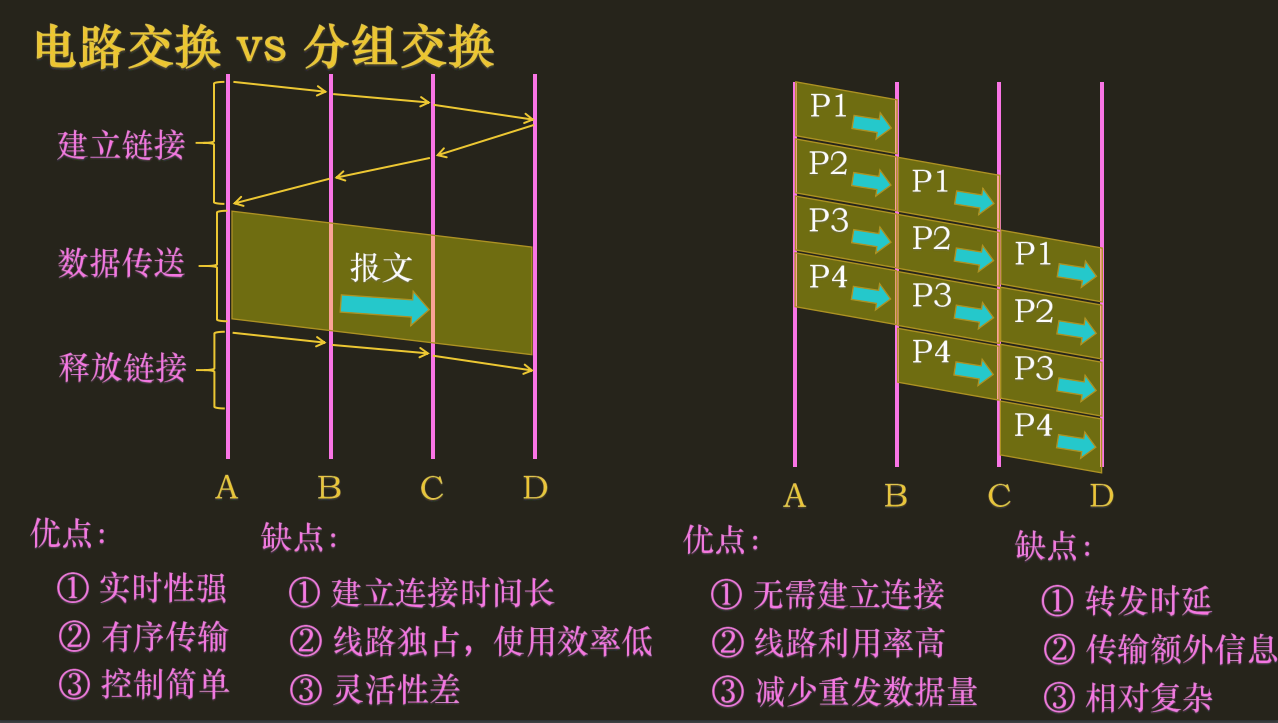 电路交换 vs 分组交换
建立链接
数据传送
释放链接
报文
A
B
C
D
P1
P2
P3
P4
P1
P2
P3
P4
P1
P2
P3
P4
A
B
C
D
优点：
① 实时性强
② 有序传输
③ 控制简单
缺点：
① 建立连接时间长
② 线路独占，使用效率低
③ 灵活性差
优点：
① 无需建立连接
② 线路利用率高
③ 减少重发数据量
缺点：
① 转发时延
② 传输额外信息
③ 相对复杂